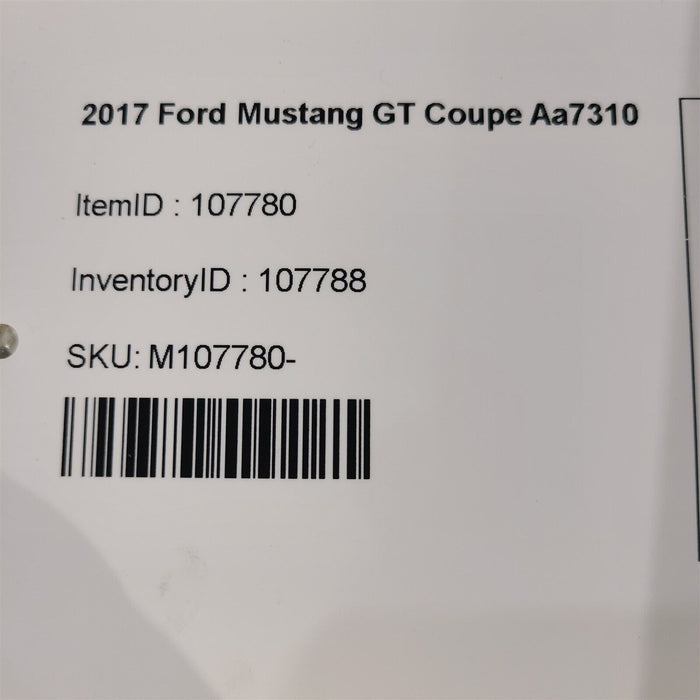 2017 Ford Mustang GT Coupe Aa7310
ItemID : 107780
InventoryID : 107788
SKU: M107780-